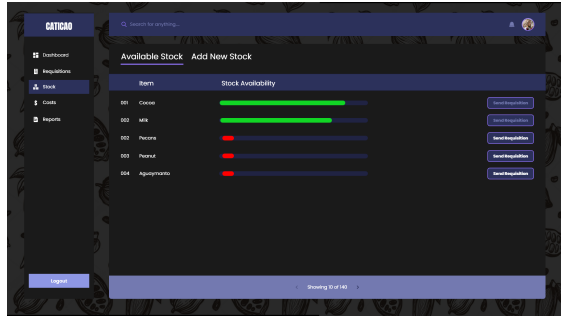 CATICAO
Search for anything...
Dashboard
Requisitions
Stock
Costs
Reports
Logout
Available Stock Add New Stock
Item Stock Availability
001 Cocoa Send Requisition
002 Milk Send Requisition
002 Pecans Send Requisition
003 Peanut Send Requisition
004 Aguaymanto Send Requisition
< Showing 10 of 140 >